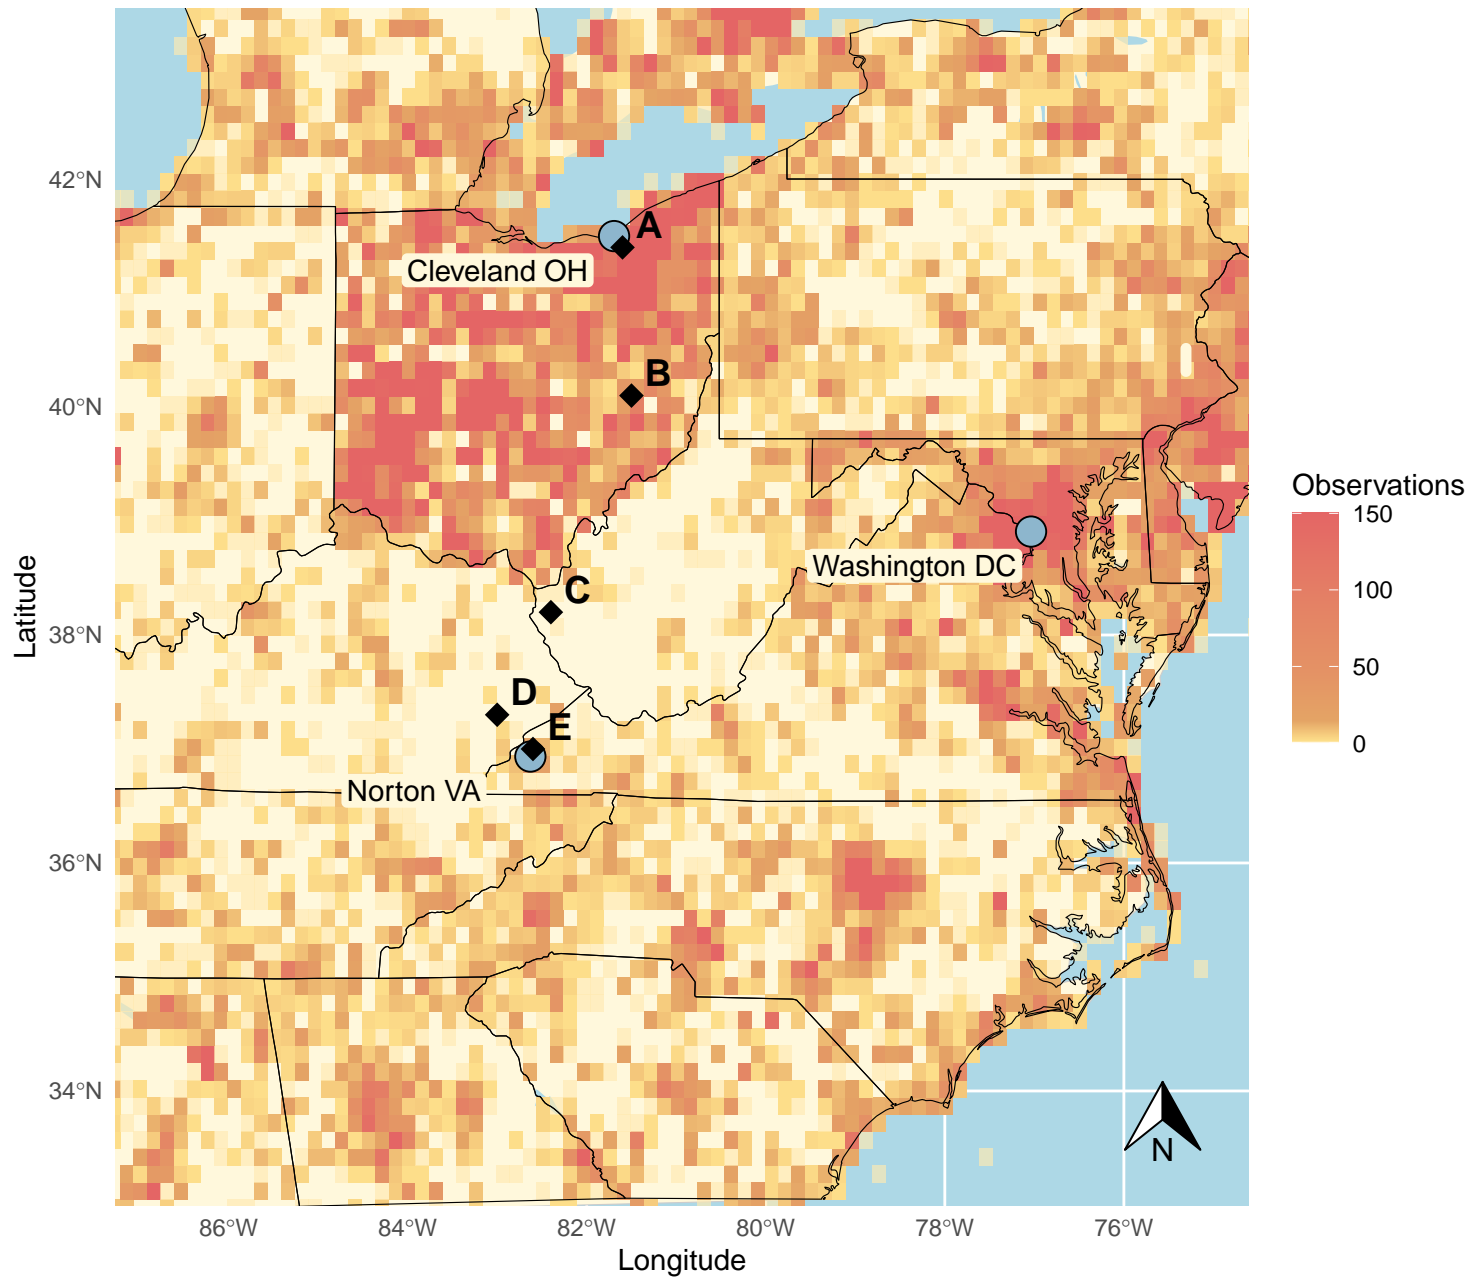 42°N
40°N
38°N
36°N
34°N
Latitude
A
Cleveland OH
B
Washington DC
C
D
E
Norton VA
N
86°W
84°W
82°W
80°W
78°W
76°W
Longitude
Observations
150
100
50
0